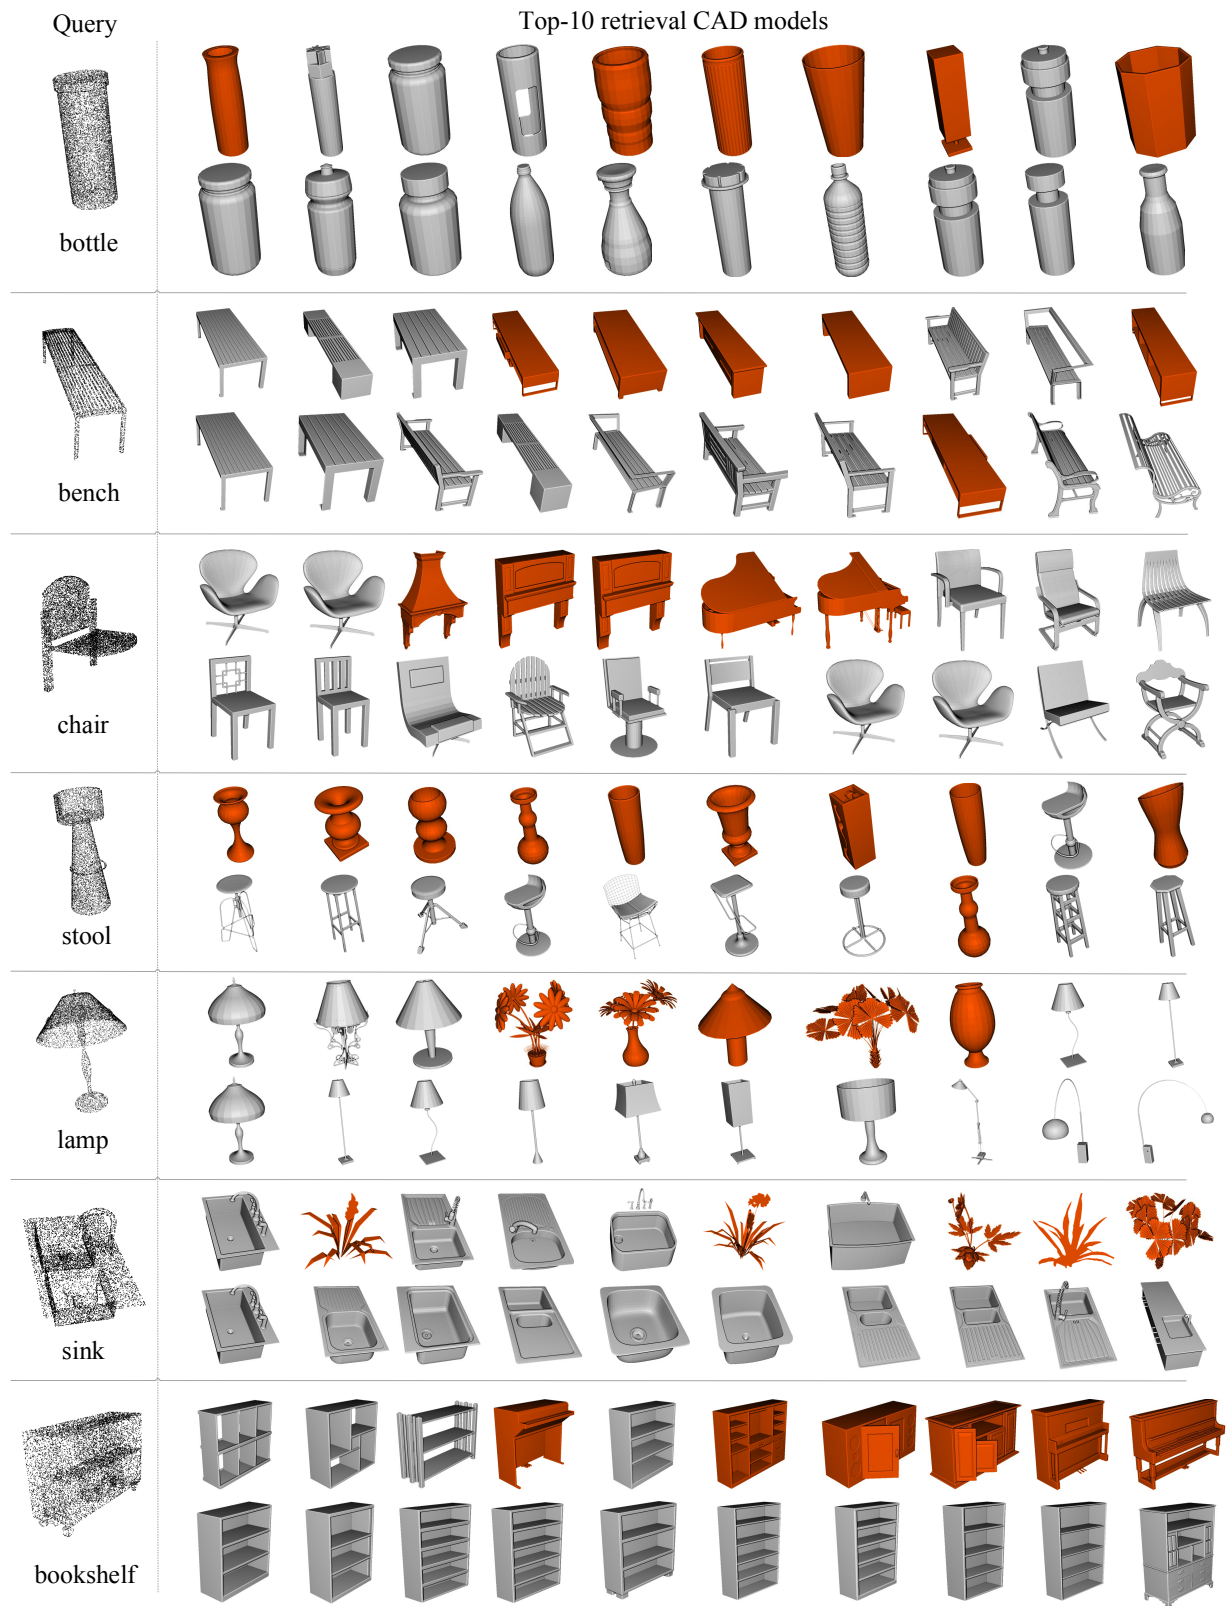 Query
Top-10 retrieval CAD models
bottle
bench
chair
stool
lamp
sink
bookshelf